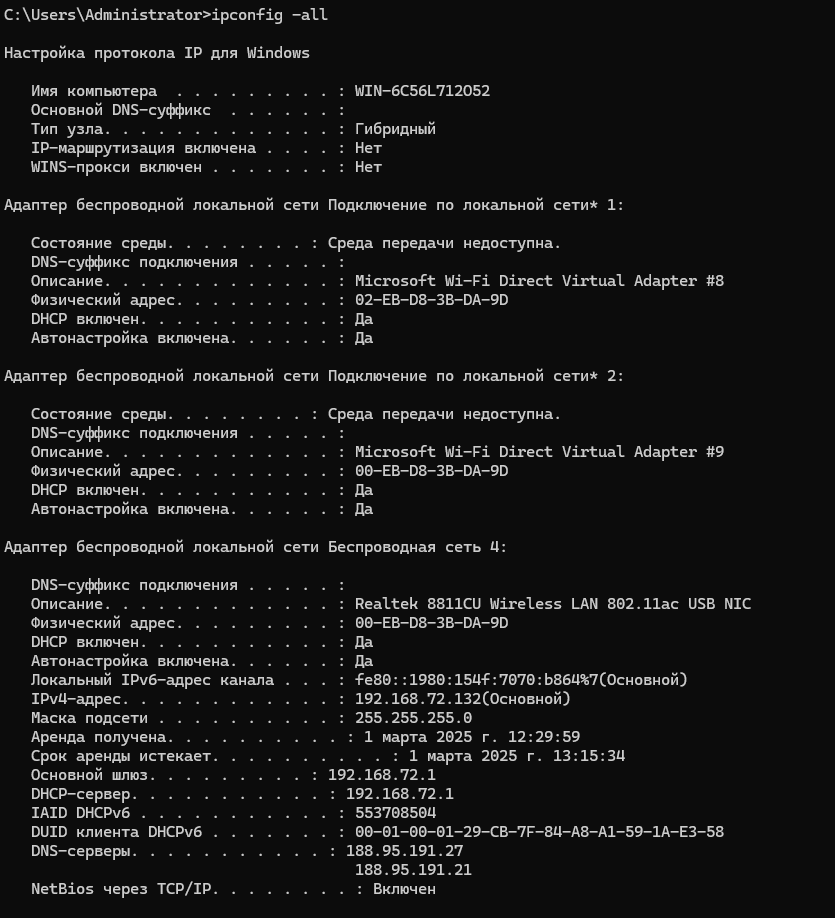 C:\Users\Administrator>ipconfig -all
Настройка протокола IP для Windows
Имя компьютера . . . . . . . . . : WIN-6C56L712O52
Основной DNS-суффикс . . . . . . :
Тип узла. . . . . . . . . . . . . : Гибридный
IP-маршрутизация включена . . . . : Нет
WINS-прокси включен . . . . . . . : Нет
Адаптер беспроводной локальной сети Подключение по локальной сети* 1:
Состояние среды. . . . . . . . : Среда передачи недоступна.
DNS-суффикс подключения . . . . . :
Описание. . . . . . . . . . . . . : Microsoft Wi-Fi Direct Virtual Adapter #8
Физический адрес. . . . . . . . . : 02-EB-D8-3B-DA-9D
DHCP включен. . . . . . . . . . . : Да
Автонастройка включена. . . . . . : Да
Адаптер беспроводной локальной сети Подключение по локальной сети* 2:
Состояние среды. . . . . . . . : Среда передачи недоступна.
DNS-суффикс подключения . . . . . :
Описание. . . . . . . . . . . . . : Microsoft Wi-Fi Direct Virtual Adapter #9
Физический адрес. . . . . . . . . : 00-EB-D8-3B-DA-9D
DHCP включен. . . . . . . . . . . : Да
Автонастройка включена. . . . . . : Да
Адаптер беспроводной локальной сети Беспроводная сеть 4:
DNS-суффикс подключения . . . . . :
Описание. . . . . . . . . . . . . : Realtek 8811CU Wireless LAN 802.11ac USB NIC
Физический адрес. . . . . . . . . : 00-EB-D8-3B-DA-9D
DHCP включен. . . . . . . . . . . : Да
Автонастройка включена. . . . . . : Да
Локальный IPv6-адрес канала . . . : fe80::1980:154f:7070:b864%7(Основной)
IPv4-адрес. . . . . . . . . . . . : 192.168.72.132(Основной)
Маска подсети . . . . . . . . . . : 255.255.255.0
Аренда получена. . . . . . . . . . : 1 марта 2025 г. 12:29:59
Срок аренды истекает. . . . . . . . . . : 1 марта 2025 г. 13:15:34
Основной шлюз. . . . . . . . . : 192.168.72.1
DHCP-сервер. . . . . . . . . . . : 192.168.72.1
IAID DHCPv6 . . . . . . . . . . . : 553708504
DUID клиента DHCPv6 . . . . . . . : 00-01-00-01-29-CB-7F-84-A8-A1-59-1A-E3-58
DNS-серверы. . . . . . . . . . . : 188.95.191.27
188.95.191.21
NetBios через TCP/IP. . . . . . . . : Включен